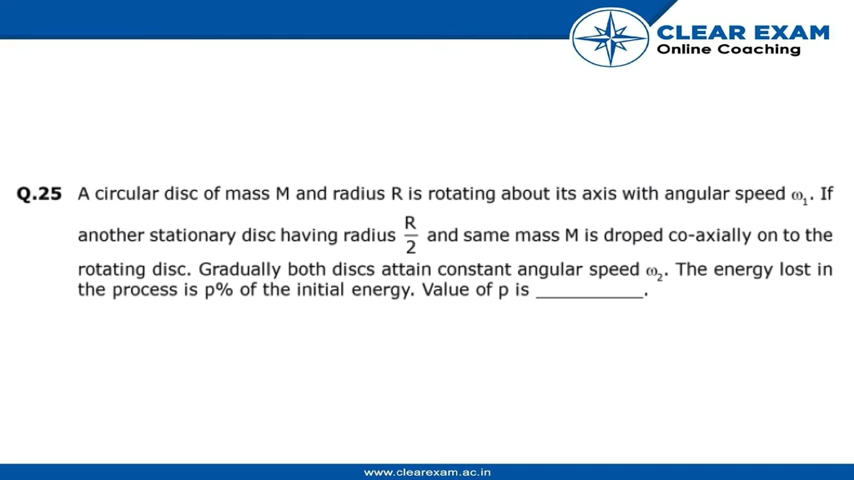 CLEAR EXAM
Online Coaching
Q.25 A circular disc of mass M and radius R is rotating about its axis with angular speed ω₁. If
another stationary disc having radius R/2 and same mass M is droped co-axially on to the
rotating disc. Gradually both discs attain constant angular speed ω₂. The energy lost in
the process is p% of the initial energy. Value of p is ____________.
www.clearexam.ac.in